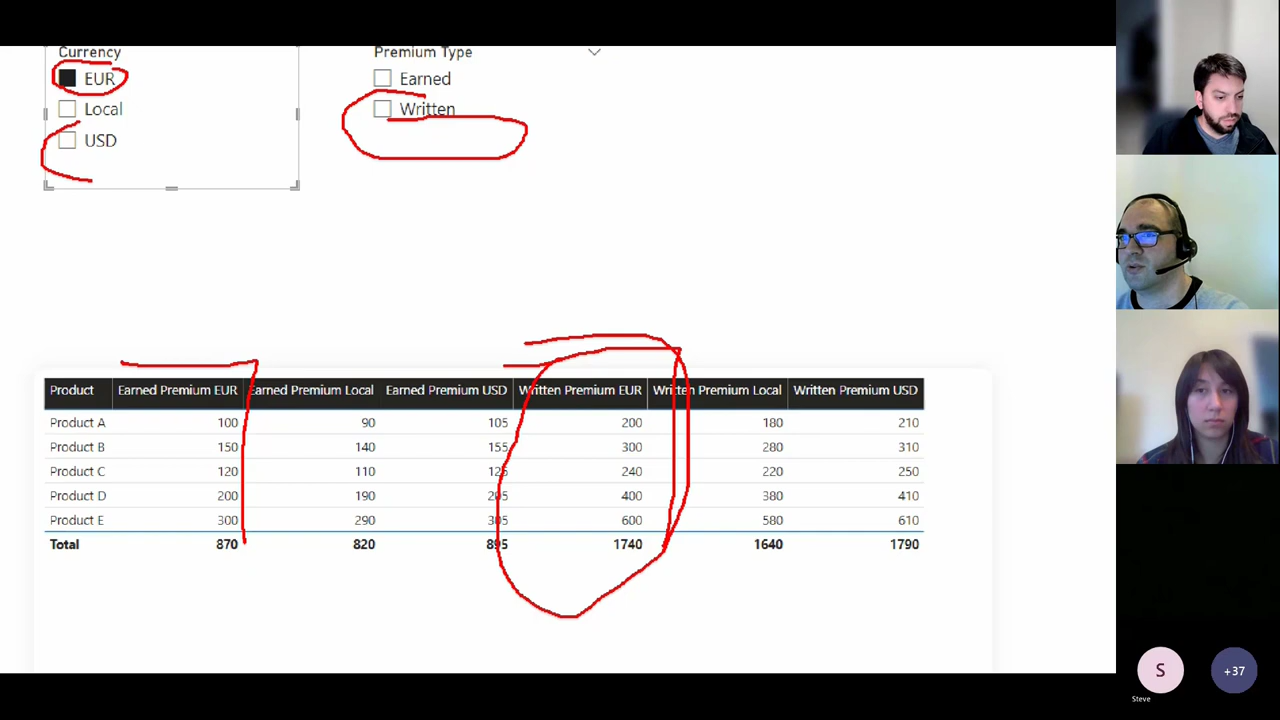 Currency
Premium Type
EUR
Earned
Local
Written
USD
Product Earned Premium EUR Earned Premium Local Earned Premium USD Written Premium EUR Written Premium Local Written Premium USD
Product A 100 90 105 200 180 210
Product B 150 140 155 300 280 310
Product C 120 110 125 240 220 250
Product D 200 190 205 400 380 410
Product E 300 290 305 600 580 610
Total 870 820 895 1740 1640 1790
S
+37
Steve